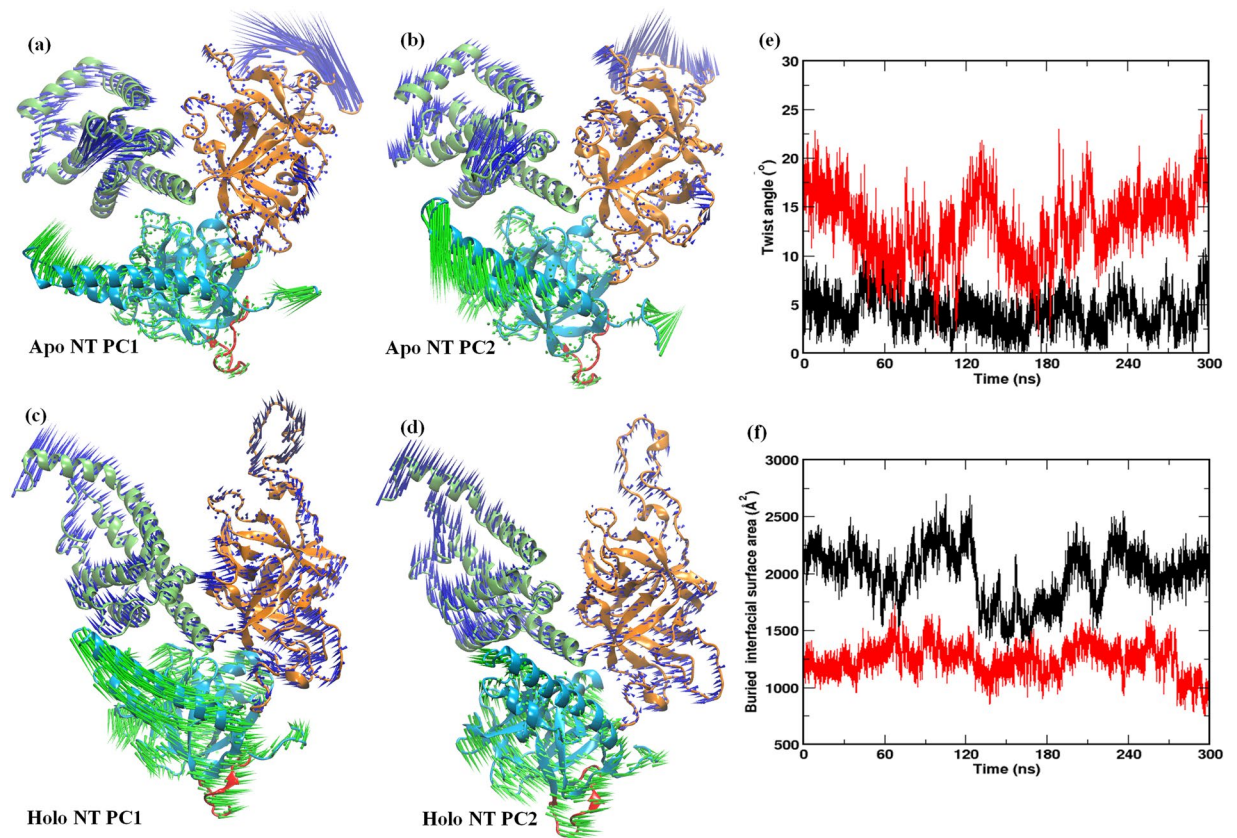 (a)
Apo NT PC1
(b)
Apo NT PC2
(c)
Holo NT PC1
(d)
Holo NT PC2
(e)
Twist angle (°)
30
25
20
15
10
5
0
0 60 120 180 240 300
Time (ns)
(f)
Buried interfacial surface area (Å²)
3000
2500
2000
1500
1000
500
0 60 120 180 240 300
Time (ns)